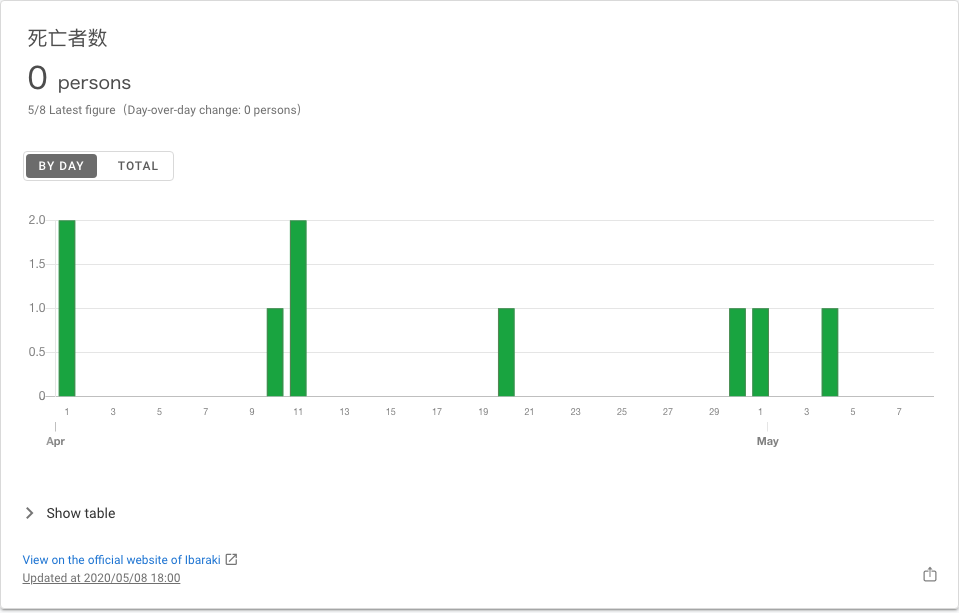 死亡者数
0 persons
5/8 Latest figure（Day-over-day change: 0 persons）
BY DAY TOTAL
2.0
1.5
1.0
0.5
0
1 3 5 7 9 11 13 15 17 19 21 23 25 27 29 1 3 5 7
Apr May
Show table
View on the official website of Ibaraki
Updated at 2020/05/08 18:00